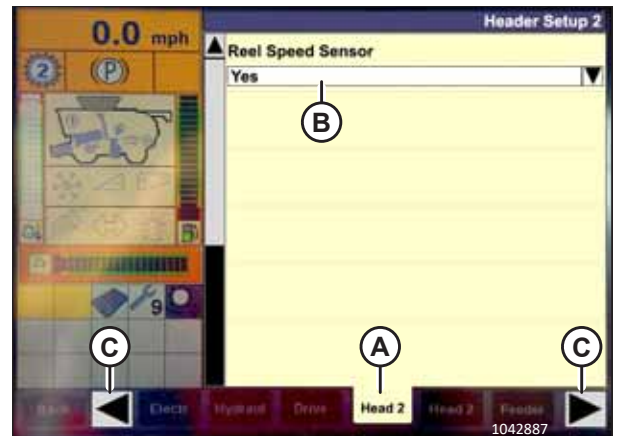 Header Setup 2
0.0 mph
Reel Speed Sensor
2
P
Yes
B
9
C
A
C
Back
Electr
Hydraul
Drive
Head 2
Head 2
Feeder
1042887